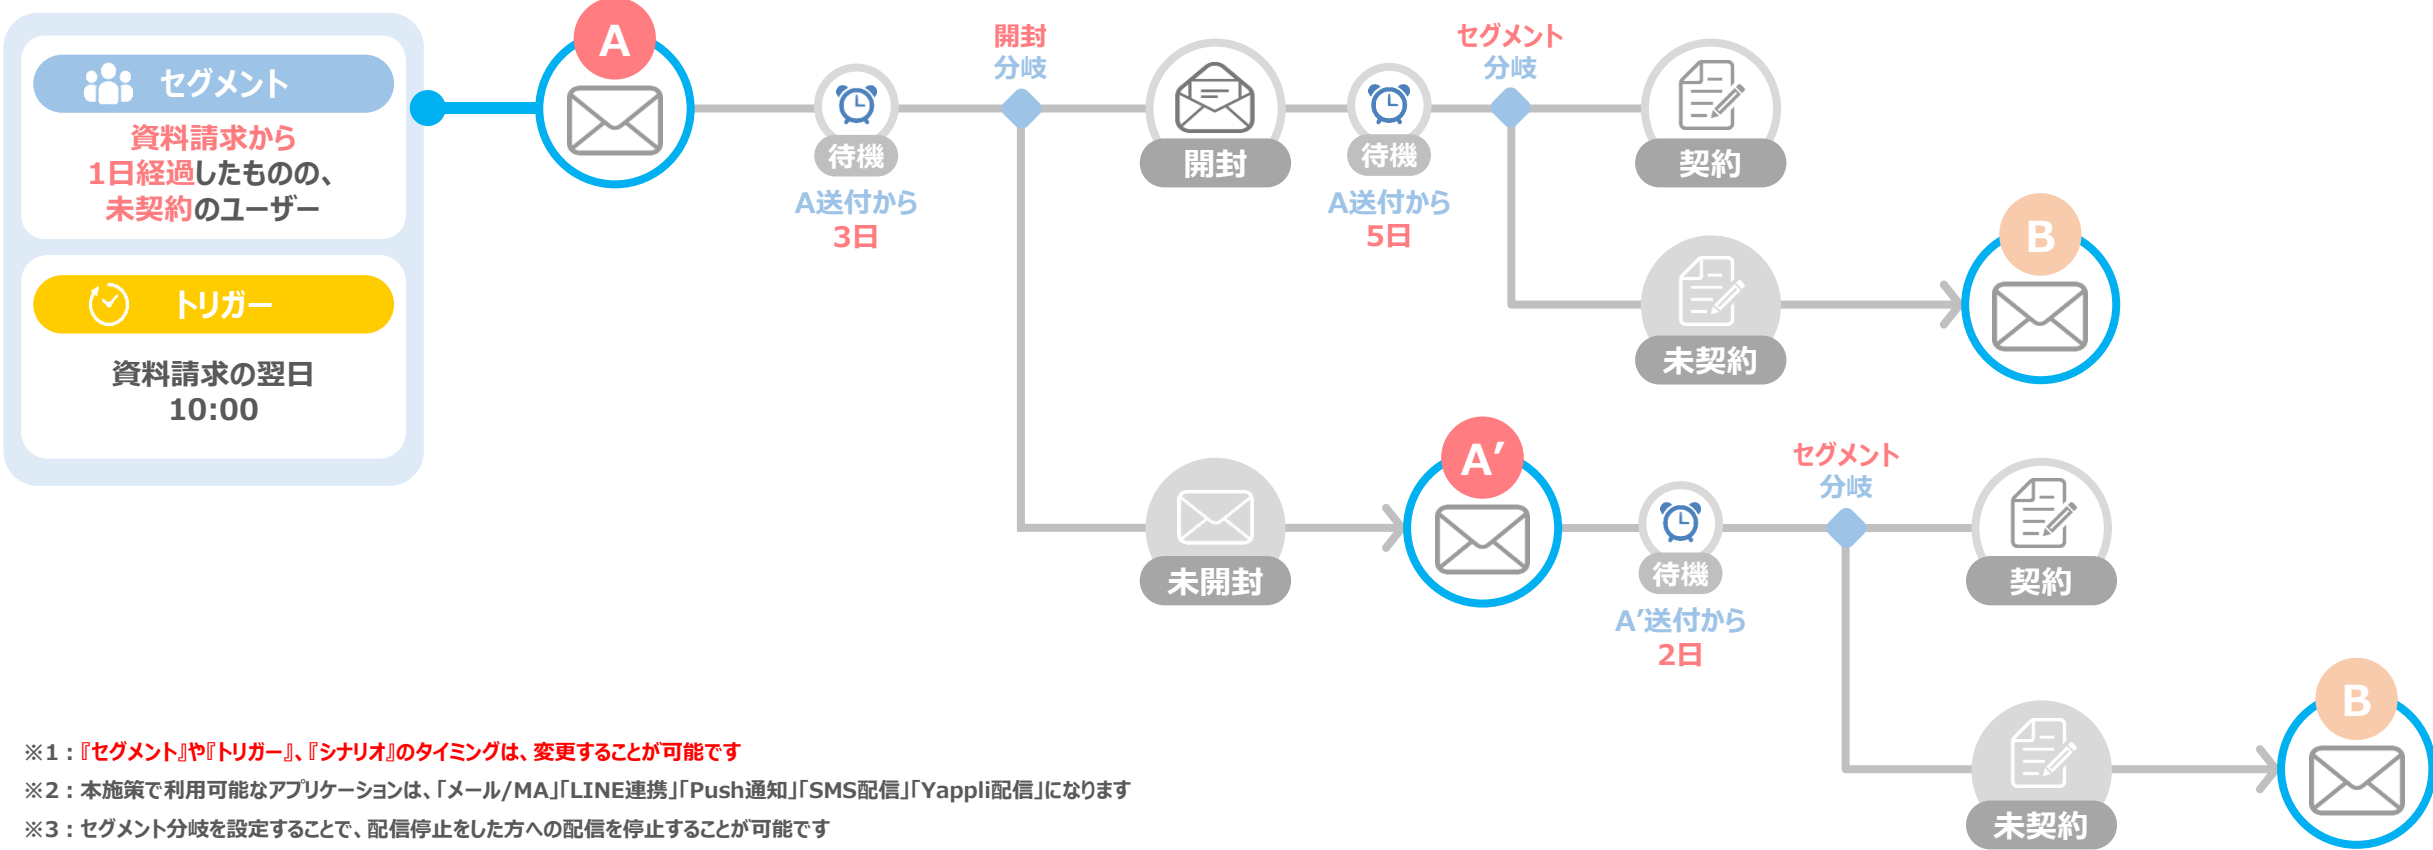 セグメント
資料請求から
1日経過したものの、
未契約のユーザー
トリガー
資料請求の翌日
10:00
A
待機
A送付から
3日
開封
分岐
開封
待機
A送付から
5日
セグメント
分岐
契約
未契約
B
未開封
A′
待機
A′送付から
2日
セグメント
分岐
契約
未契約
B
※1：『セグメント』や『トリガー』、『シナリオ』のタイミングは、変更することが可能です
※2：本施策で利用可能なアプリケーションは、「メール/MA」「LINE連携」「Push通知」「SMS配信」「Yappli配信」になります
※3：セグメント分岐を設定することで、配信停止をした方への配信を停止することが可能です